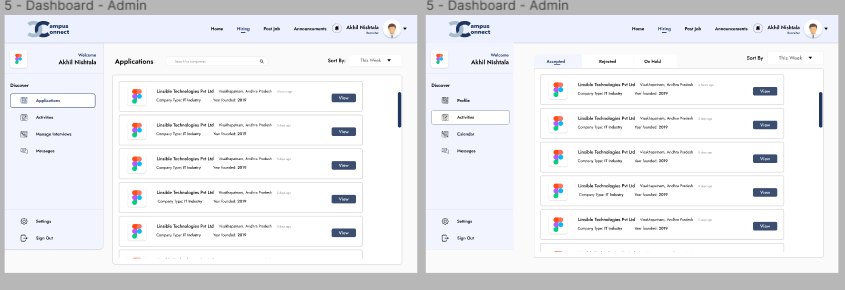 5 - Dashboard - Admin
Campus
Connect
Home Hiring Post Job Announcements Akhil Nishtala
Recruiter
Welcome
Akhil Nishtala
Discover
Applications
Activities
Manage Interviews
Messages
Settings
Sign Out
Applications
Search by companies
Sort By: This Week
Linsible Technologies Pvt Ltd Visakhapatnam, Andhra Pradesh
Company Type: IT Industry Year Founded: 2019
View
Linsible Technologies Pvt Ltd Visakhapatnam, Andhra Pradesh 2 days ago
Company Type: IT Industry Year Founded: 2019
View
Linsible Technologies Pvt Ltd Visakhapatnam, Andhra Pradesh 2 days ago
Company Type: IT Industry Year Founded: 2019
View
Linsible Technologies Pvt Ltd Visakhapatnam, Andhra Pradesh 2 days ago
Company Type: IT Industry Year Founded: 2019
View
Linsible Technologies Pvt Ltd Visakhapatnam, Andhra Pradesh 2 days ago
Company Type: IT Industry Year Founded: 2019
View
5 - Dashboard - Admin
Campus
Connect
Home Hiring Post Job Announcements Akhil Nishtala
Recruiter
Welcome
Akhil Nishtala
Discover
Profile
Activities
Calendar
Messages
Settings
Sign Out
Accepted Rejected On Hold
Sort By This Week
Linsible Technologies Pvt Ltd Visakhapatnam, Andhra Pradesh
Company Type: IT Industry Year Founded: 2019
View
Linsible Technologies Pvt Ltd Visakhapatnam, Andhra Pradesh 2 days ago
Company Type: IT Industry Year Founded: 2019
View
Linsible Technologies Pvt Ltd Visakhapatnam, Andhra Pradesh 2 days ago
Company Type: IT Industry Year Founded: 2019
View
Linsible Technologies Pvt Ltd Visakhapatnam, Andhra Pradesh 2 days ago
Company Type: IT Industry Year Founded: 2019
View
Linsible Technologies Pvt Ltd Visakhapatnam, Andhra Pradesh 2 days ago
Company Type: IT Industry Year Founded: 2019
View